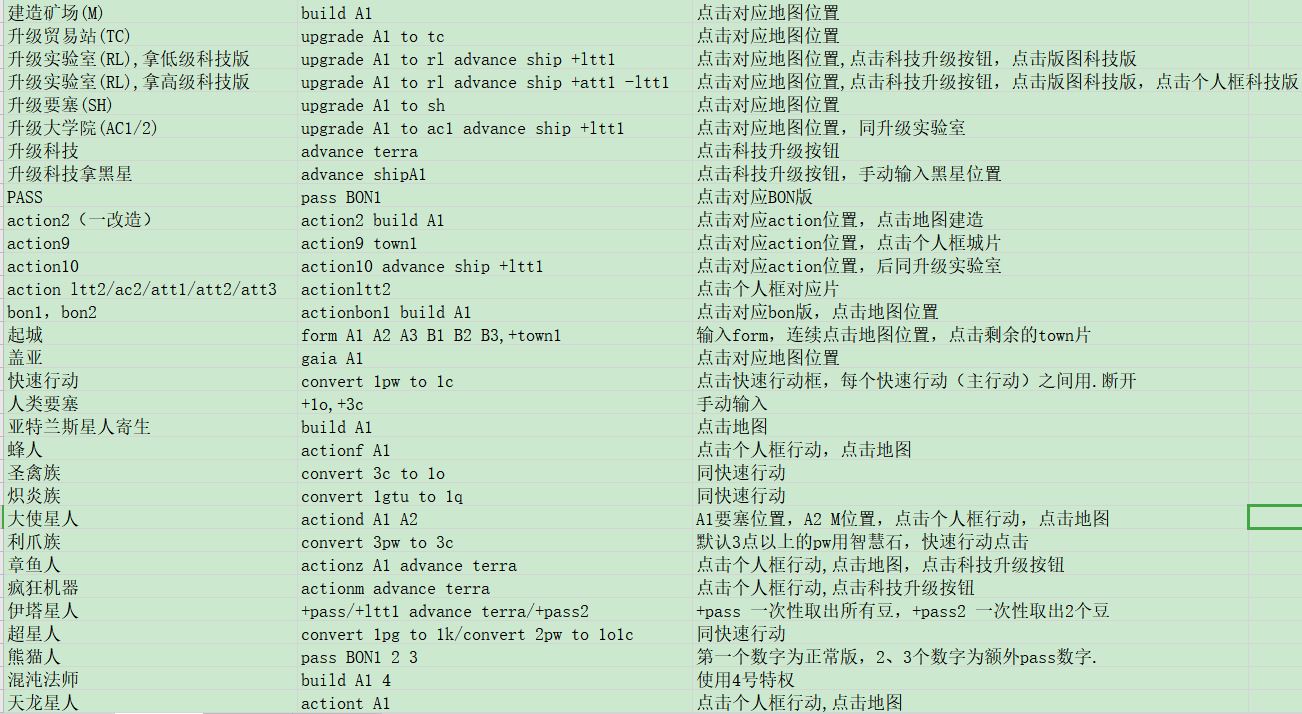 建造矿场(M) build A1 点击对应地图位置
升级贸易站(TC) upgrade A1 to tc 点击对应地图位置
升级实验室(RL),拿低级科技版 upgrade A1 to rl advance ship +ltt1 点击对应地图位置,点击科技升级按钮，点击版图科技版
升级实验室(RL),拿高级科技版 upgrade A1 to rl advance ship +att1 -ltt1 点击对应地图位置,点击科技升级按钮，点击版图科技版，点击个人框科技版
升级要塞(SH) upgrade A1 to sh 点击对应地图位置
升级大学院(AC1/2) upgrade A1 to ac1 advance ship +ltt1 点击对应地图位置，同升级实验室
升级科技 advance terra 点击科技升级按钮
升级科技拿黑星 advance shipA1 点击科技升级按钮，手动输入黑星位置
PASS pass BON1 点击对应BON版
action2（一改造） action2 build A1 点击对应action位置，点击地图建造
action9 action9 town1 点击对应action位置，点击个人框城片
action10 action10 advance ship +ltt1 点击对应action位置，后同升级实验室
action ltt2/ac2/att1/att2/att3 actionltt2 点击个人框对应片
bon1，bon2 actionbon1 build A1 点击对应bon版，点击地图位置
起城 form A1 A2 A3 B1 B2 B3,+town1 输入form，连续点击地图位置，点击剩余的town片
盖亚 gaia A1 点击对应地图位置
快速行动 convert 1pw to 1c 点击快速行动框，每个快速行动（主行动）之间用.断开
人类要塞 +1o,+3c 手动输入
亚特兰斯星人寄生 build A1 点击地图
蜂人 actionf A1 点击个人框行动，点击地图
圣禽族 convert 3c to 1o 同快速行动
炽炎族 convert 1gtu to 1q 同快速行动
大使星人 actiond A1 A2 A1要塞位置，A2 M位置，点击个人框行动，点击地图
利爪族 convert 3pw to 3c 默认3点以上的pw用智慧石，快速行动点击
章鱼人 actionz A1 advance terra 点击个人框行动,点击地图，点击科技升级按钮
疯狂机器 actionm advance terra 点击个人框行动,点击科技升级按钮
伊塔星人 +pass/+ltt1 advance terra/+pass2 +pass 一次性取出所有豆，+pass2 一次性取出2个豆
超星人 convert 1pg to 1k/convert 2pw to 1o1c 同快速行动
熊猫人 pass BON1 2 3 第一个数字为正常版，2、3个数字为额外pass数字.
混沌法师 build A1 4 使用4号特权
天龙星人 actiont A1 点击个人框行动,点击地图